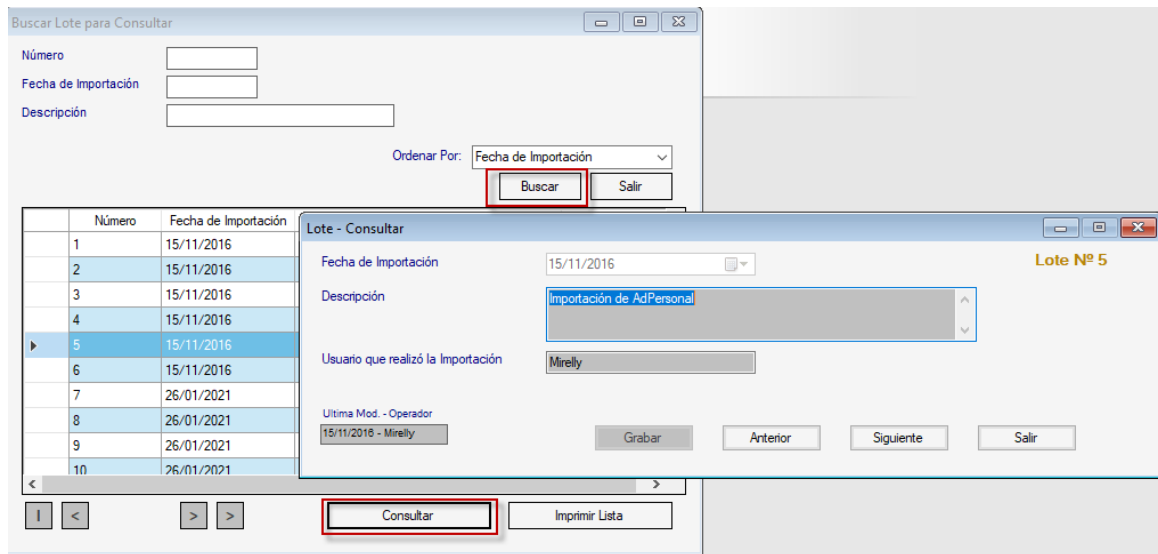 Buscar Lote para Consultar
Número
Fecha de Importación
Descripción
Ordenar Por: Fecha de Importación
Buscar Salir
Número Fecha de Importación
1 15/11/2016
2 15/11/2016
3 15/11/2016
4 15/11/2016
5 15/11/2016
6 15/11/2016
7 26/01/2021
8 26/01/2021
9 26/01/2021
10 26/01/2021
I < > > Consultar Imprimir Lista
Lote - Consultar
Fecha de Importación 15/11/2016 Lote Nº 5
Descripción Importación de AdPersonal
Usuario que realizó la Importación Mirelly
Ultima Mod. - Operador
15/11/2016 - Mirelly
Grabar Anterior Siguiente Salir